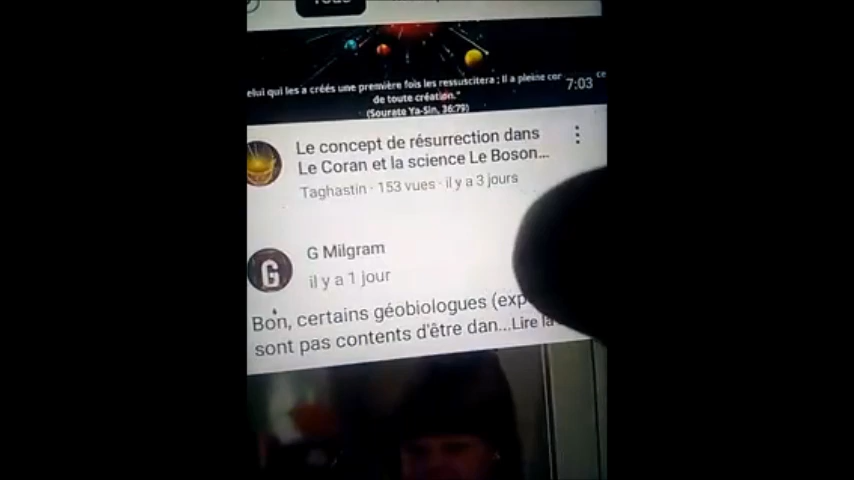 elui qui les a créés une première fois les ressuscitera ; Il a pleine
de toute création."
(Sourate Ya-Sin, 36:79)
7:03
Le concept de résurrection dans
Le Coran et la science Le Boson...
Taghastin · 153 vues · il y a 3 jours
G
G Milgram
il y a 1 jour
Bon, certains géobiologues (exp
sont pas contents d'être dan...Lire la